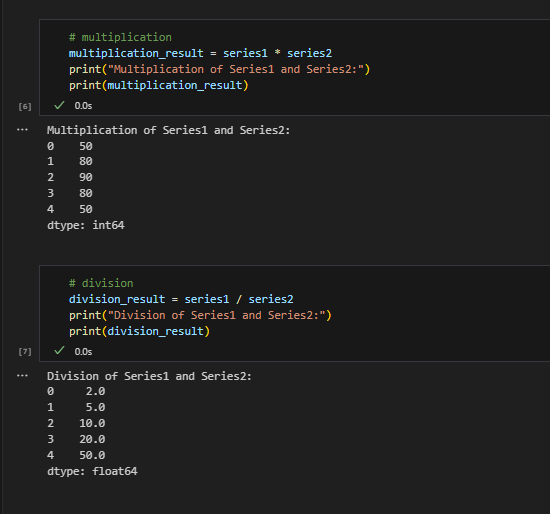 # multiplication
multiplication_result = series1 * series2
print("Multiplication of Series1 and Series2:")
print(multiplication_result)
[6] ✓ 0.0s
... Multiplication of Series1 and Series2:
0    50
1    80
2    90
3    80
4    50
dtype: int64
# division
division_result = series1 / series2
print("Division of Series1 and Series2:")
print(division_result)
[7] ✓ 0.0s
... Division of Series1 and Series2:
0     2.0
1     5.0
2    10.0
3    20.0
4    50.0
dtype: float64